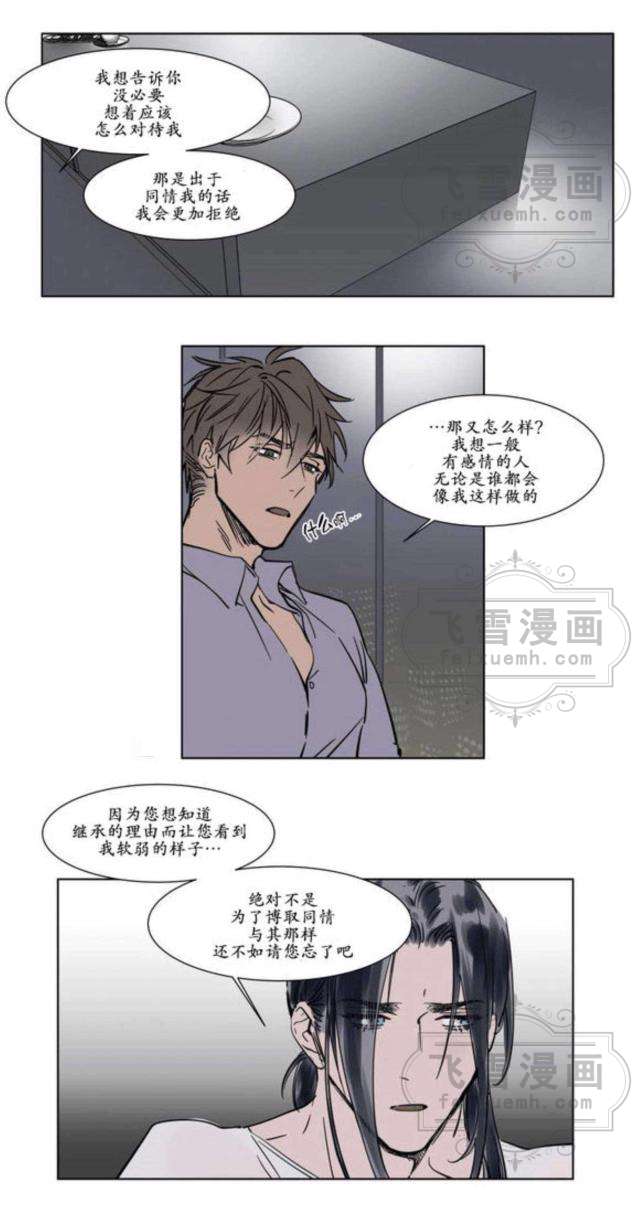 我想告诉你
没必要
想着应该
怎么对待我
那是出于
同情我的话
我会更加拒绝
飞雪漫画
feixuemh.com
…那又怎么样?
我想一般
有感情的人
无论是谁都会
像我这样做的
什么啊…
飞雪漫画
feixuemh.com
因为您想知道
继承的理由而让您看到
我软弱的样子…
绝对不是
为了博取同情
与其那样
还不如请您忘了吧
飞雪漫画
feixuemh.com